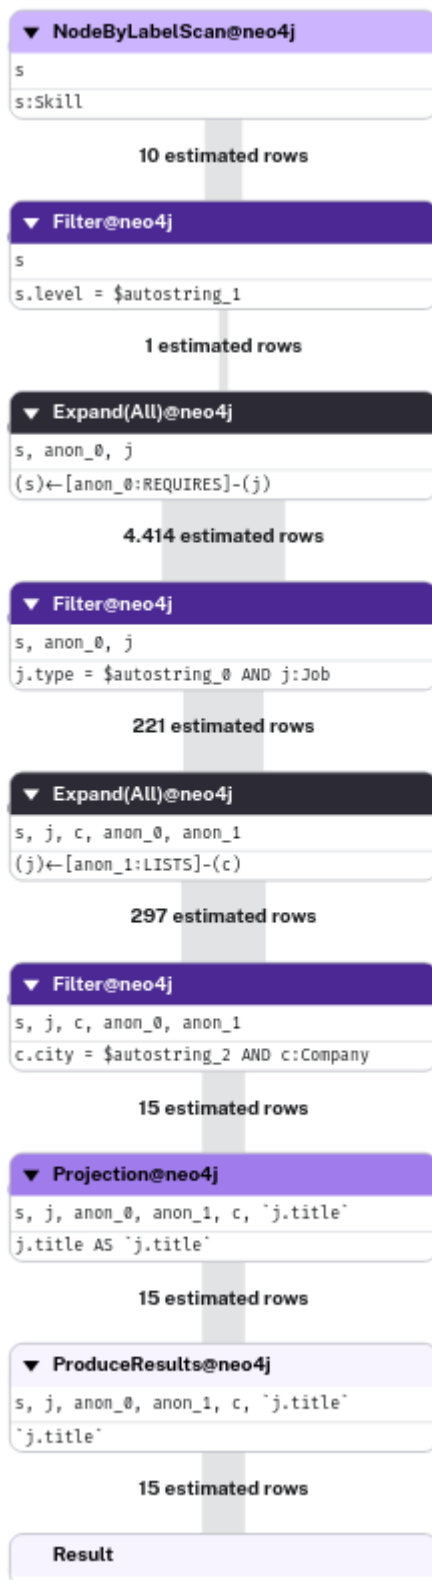 NodeByLabelScan@neo4j
s
s:Skill
10 estimated rows
Filter@neo4j
s
s.level = $autostring_1
1 estimated rows
Expand(All)@neo4j
s, anon_0, j
(s)←[anon_0:REQUIRES]-(j)
4.414 estimated rows
Filter@neo4j
s, anon_0, j
j.type = $autostring_0 AND j:Job
221 estimated rows
Expand(All)@neo4j
s, j, c, anon_0, anon_1
(j)←[anon_1:LISTS]-(c)
297 estimated rows
Filter@neo4j
s, j, c, anon_0, anon_1
c.city = $autostring_2 AND c:Company
15 estimated rows
Projection@neo4j
s, j, anon_0, anon_1, c, `j.title`
j.title AS `j.title`
15 estimated rows
ProduceResults@neo4j
s, j, anon_0, anon_1, c, `j.title`
`j.title`
15 estimated rows
Result